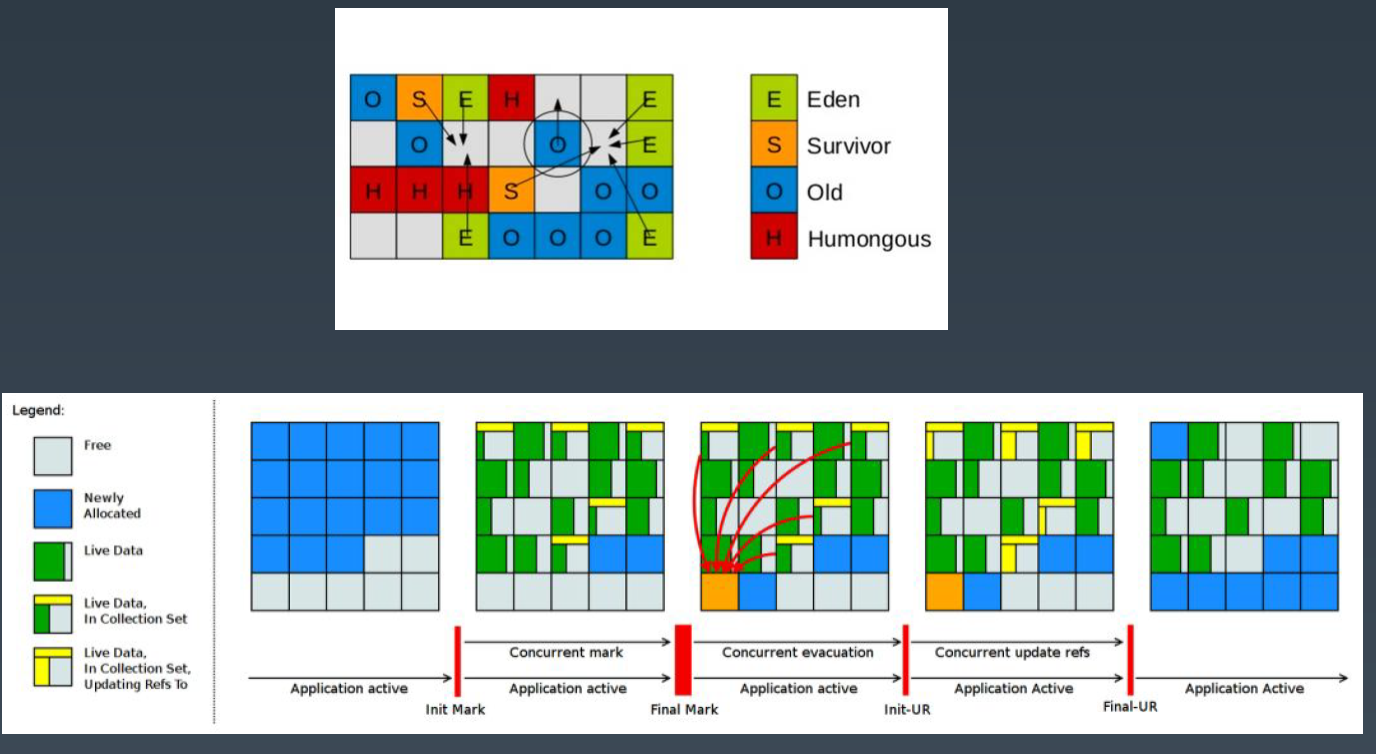 O S E H E
O O E
H H H S O O
E O O O E
E Eden
S Survivor
O Old
H Humongous
Legend:
Free
Newly
Allocated
Live Data
Live Data,
In Collection Set
Live Data,
In Collection Set,
Updating Refs To
Concurrent mark
Concurrent evacuation
Concurrent update refs
Application active
Application active
Application active
Application Active
Application Active
Init Mark
Final Mark
Init-UR
Final-UR